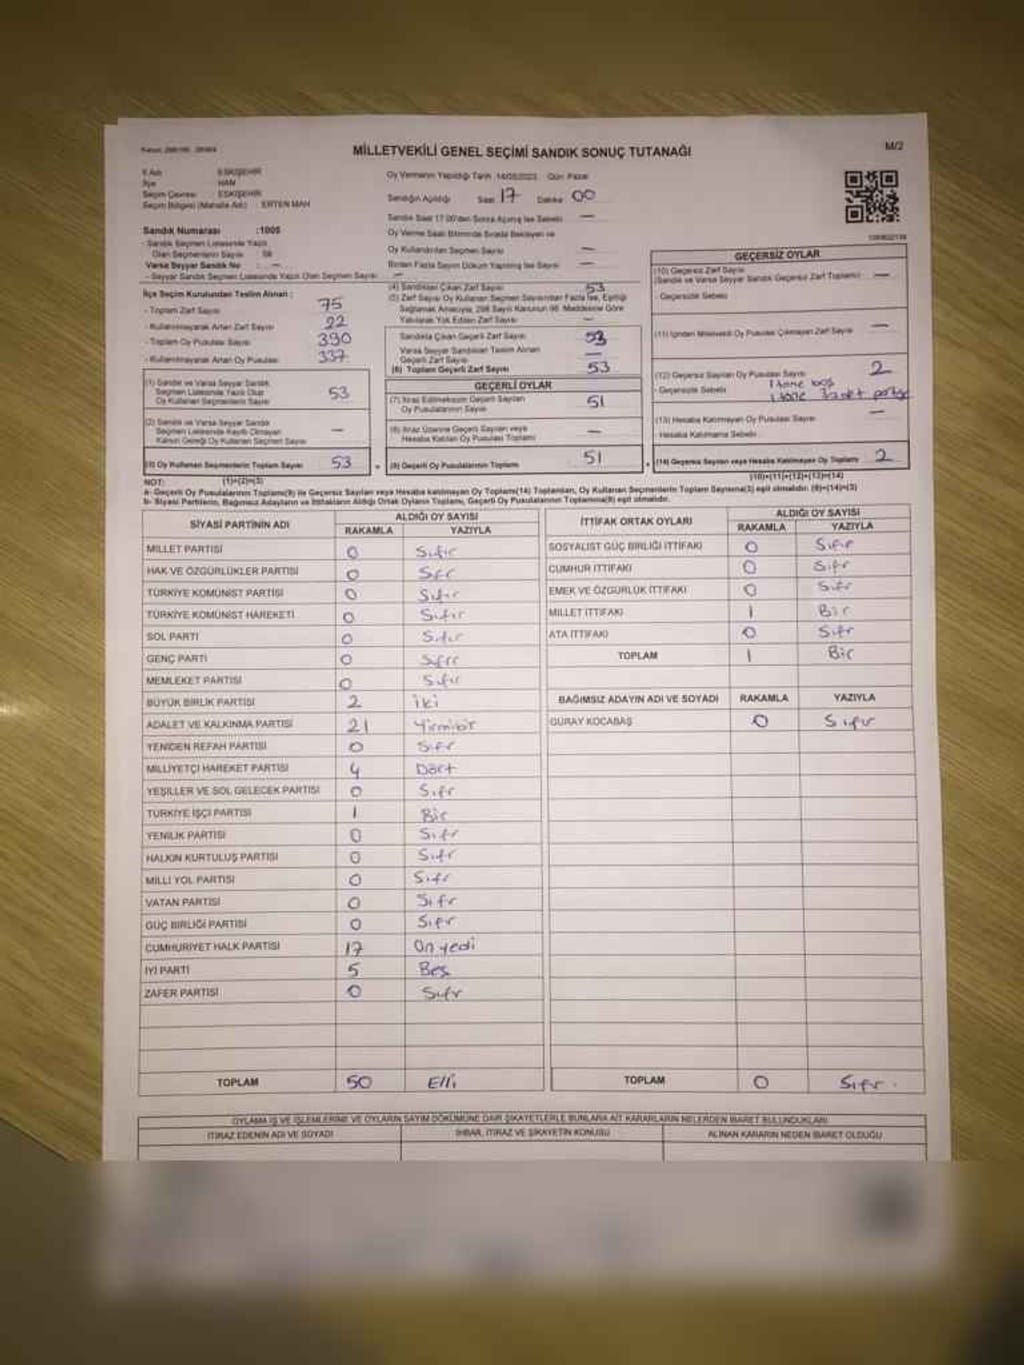 MİLLETVEKİLİ GENEL SEÇİMİ SANDIK SONUÇ TUTANAĞI
M/2
İl Adı : ESKİŞEHİR
İlçe : HAN
Seçim Çevresi : ESKİŞEHİR
Seçim Bölgesi (Mahalle Adı) : ERTEN MAH
Oy Vermenin Yapıldığı Tarih : 14/05/2023 Gün: Pazar
Sandığın Açıldığı Saat 17 Dakika 00
Sandık Saat 17:00'den Sonra Açılmış İse Sebebi —
Oy Verme Saati Bitiminde Sırada Bekleyen ve
Oy Kullandırılan Seçmen Sayısı —
Birden Fazla Sayım Döküm Yapılmış İse Sayısı —
Sandık Numarası : 1005
- Sandık Seçmen Listesinde Yazılı
Olan Seçmenlerin Sayısı
Varsa Seyyar Sandık No : —
- Seyyar Sandık Seçmen Listesinde Yazılı Olan Seçmen Sayısı : —
İlçe Seçim Kurulundan Teslim Alınan :
- Toplam Zarf Sayısı 75
- Kullanılmayarak Artan Zarf Sayısı 22
- Toplam Oy Pusulası Sayısı 390
- Kullanılmayarak Artan Oy Pusulası 337
(1) Sandık ve Varsa Seyyar Sandık
Seçmen Listesinde Yazılı Olup
Oy Kullanan Seçmenlerin Sayısı 53
(2) Sandık ve Varsa Seyyar Sandık
Seçmen Listesinde Kayıtlı Olmayan
Kanun Gereği Oy Kullanan Seçmen Sayısı —
(3) Oy Kullanan Seçmenlerin Toplam Sayısı 53
(1)+(2)=(3)
(4) Sandıktan Çıkan Zarf Sayısı 53
(5) Zarf Sayısı Oy Kullanan Seçmen Sayısından Fazla İse, Eşitliği
Sağlamak Amacıyla, 298 Sayılı Kanunun 98. Maddesine Göre
Yakılarak Yok Edilen Zarf Sayısı —
Sandıkta Çıkan Geçerli Zarf Sayısı 53
Varsa Seyyar Sandıktan Teslim Alınan
Geçerli Zarf Sayısı —
(6) Toplam Geçerli Zarf Sayısı 53
GEÇERLİ OYLAR
(7) İtiraz Edilmeksizin Geçerli Sayılan
Oy Pusulalarının Sayısı 51
(8) İtiraz Üzerine Geçerli Sayılan veya
Hesaba Katılan Oy Pusulası Toplamı —
(9) Geçerli Oy Pusulalarının Toplamı 51
GEÇERSİZ OYLAR
(10) Geçersiz Zarf Sayısı
(Sandık ve Varsa Seyyar Sandık Geçersiz Zarf Toplamı) —
- Geçersizlik Sebebi
(11) İçinden Milletvekili Oy Pusulası Çıkmayan Zarf Sayısı —
(12) Geçersiz Sayılan Oy Pusulası Sayısı 2
- Geçersizlik Sebebi : 1 tane boş
1 tane
(13) Hesaba Katılmayan Oy Pusulası Sayısı —
- Hesaba Katılmama Sebebi :
(14) Geçersiz Sayılan veya Hesaba Katılmayan Oy Toplamı 2
(10)+(11)+(12)+(13)=(14)
NOT:
a- Geçerli Oy Pusulalarının Toplamı(9) ile Geçersiz Sayılan veya Hesaba katılmayan Oy Toplamı(14) Toplamları, Oy Kullanan Seçmenlerin Toplam Sayısına(3) eşit olmalıdır. (9)+(14)=(3)
b- Siyasi Partilerin, Bağımsız Adayların ve İttifakların Aldığı Ortak Oyların Toplamı, Geçerli Oy Pusulalarının Toplamına(9) eşit olmalıdır.
SİYASİ PARTİNİN ADI ALDIĞI OY SAYISI
RAKAMLA YAZIYLA
MİLLET PARTİSİ 0 Sıfır
HAK VE ÖZGÜRLÜKLER PARTİSİ 0 Sıfr
TÜRKİYE KOMÜNİST PARTİSİ 0 Sıfır
TÜRKİYE KOMÜNİST HAREKETİ 0 Sıfır
SOL PARTİ 0 Sıfır
GENÇ PARTİ 0 Sıfır
MEMLEKET PARTİSİ 0 Sıfır
BÜYÜK BİRLİK PARTİSİ 2 İki
ADALET VE KALKINMA PARTİSİ 21 Yirmibir
YENİDEN REFAH PARTİSİ 0 Sıfr
MİLLİYETÇİ HAREKET PARTİSİ 4 Dört
YEŞİLLER VE SOL GELECEK PARTİSİ 0 Sıfr
TÜRKİYE İŞÇİ PARTİSİ 1 Bir
YENİLİK PARTİSİ 0 Sıfr
HALKIN KURTULUŞ PARTİSİ 0 Sıfr
MİLLİ YOL PARTİSİ 0 Sıfr
VATAN PARTİSİ 0 Sıfr
GÜÇ BİRLİĞİ PARTİSİ 0 Sıfr
CUMHURİYET HALK PARTİSİ 17 On yedi
İYİ PARTİ 5 Beş
ZAFER PARTİSİ 0 Sıfr
TOPLAM 50 Elli
İTTİFAK ORTAK OYLARI ALDIĞI OY SAYISI
RAKAMLA YAZIYLA
SOSYALİST GÜÇ BİRLİĞİ İTTİFAKI 0 Sıfır
CUMHUR İTTİFAKI 0 Sıfr
EMEK VE ÖZGÜRLÜK İTTİFAKI 0 Sıfr
MİLLET İTTİFAKI 1 Bir
ATA İTTİFAKI 0 Sıfr
TOPLAM 1 Bir
BAĞIMSIZ ADAYIN ADI VE SOYADI RAKAMLA YAZIYLA
GÜRAY KOCABAŞ 0 Sıfır
TOPLAM 0 Sıfr.
OYLAMA İŞ VE İŞLEMLERİNE VE OYLARIN SAYIM DÖKÜMÜNE DAİR ŞİKAYETLERLE BUNLARA AİT KARARLARIN NELERDEN İBARET BULUNDUKLARI
İTİRAZ EDENİN ADI VE SOYADI İHBAR, İTİRAZ VE ŞİKAYETİN KONUSU ALINAN KARARIN NEDEN İBARET OLDUĞU